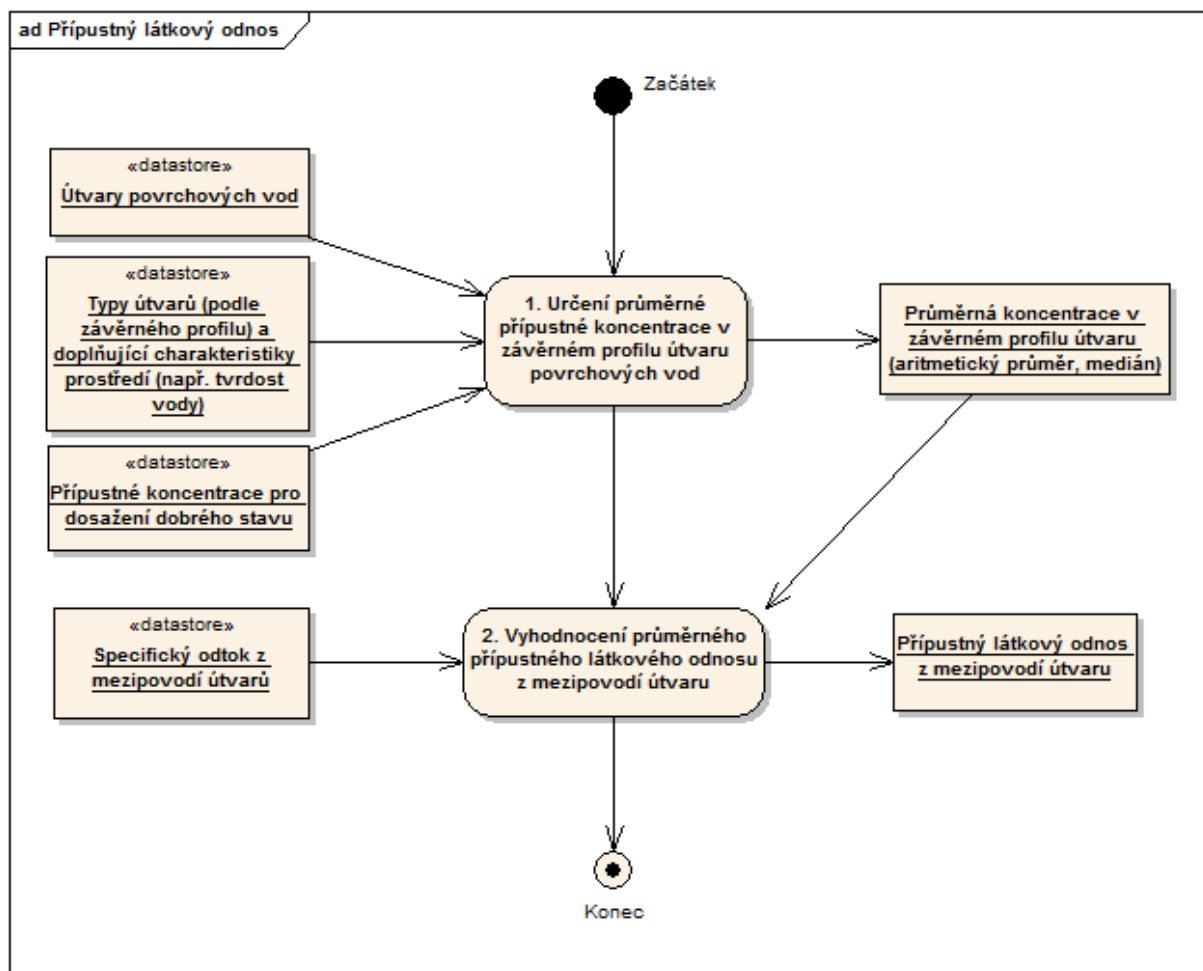 ad Přípustný látkový odnos
Začátek
«datastore»
Útvary povrchových vod
«datastore»
Typy útvarů (podle
závěrného profilu) a
doplňující charakteristiky
prostředí (např. tvrdost
vody)
«datastore»
Přípustné koncentrace pro
dosažení dobrého stavu
1. Určení průměrné
přípustné koncentrace v
závěrném profilu útvaru
povrchových vod
Průměrná koncentrace v
závěrném profilu útvaru
(aritmetický průměr, medián)
«datastore»
Specifický odtok z
mezipovodí útvarů
2. Vyhodnocení průměrného
přípustného látkového odnosu
z mezipovodí útvaru
Přípustný látkový odnos
z mezipovodí útvaru
Konec